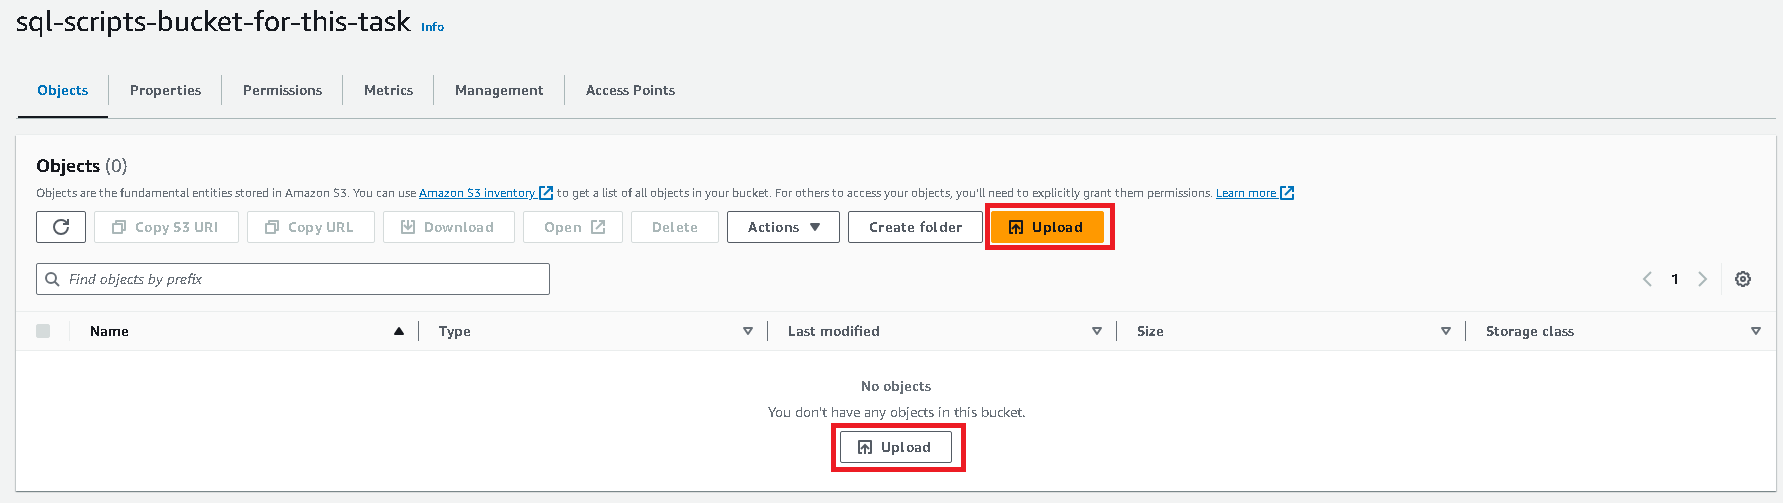 sql-scripts-bucket-for-this-task Info
Objects Properties Permissions Metrics Management Access Points
Objects (0)
Objects are the fundamental entities stored in Amazon S3. You can use Amazon S3 inventory to get a list of all objects in your bucket. For others to access your objects, you'll need to explicitly grant them permissions. Learn more
Copy S3 URI Copy URL Download Open Delete Actions Create folder Upload
Find objects by prefix 1
Name Type Last modified Size Storage class
No objects
You don't have any objects in this bucket.
Upload